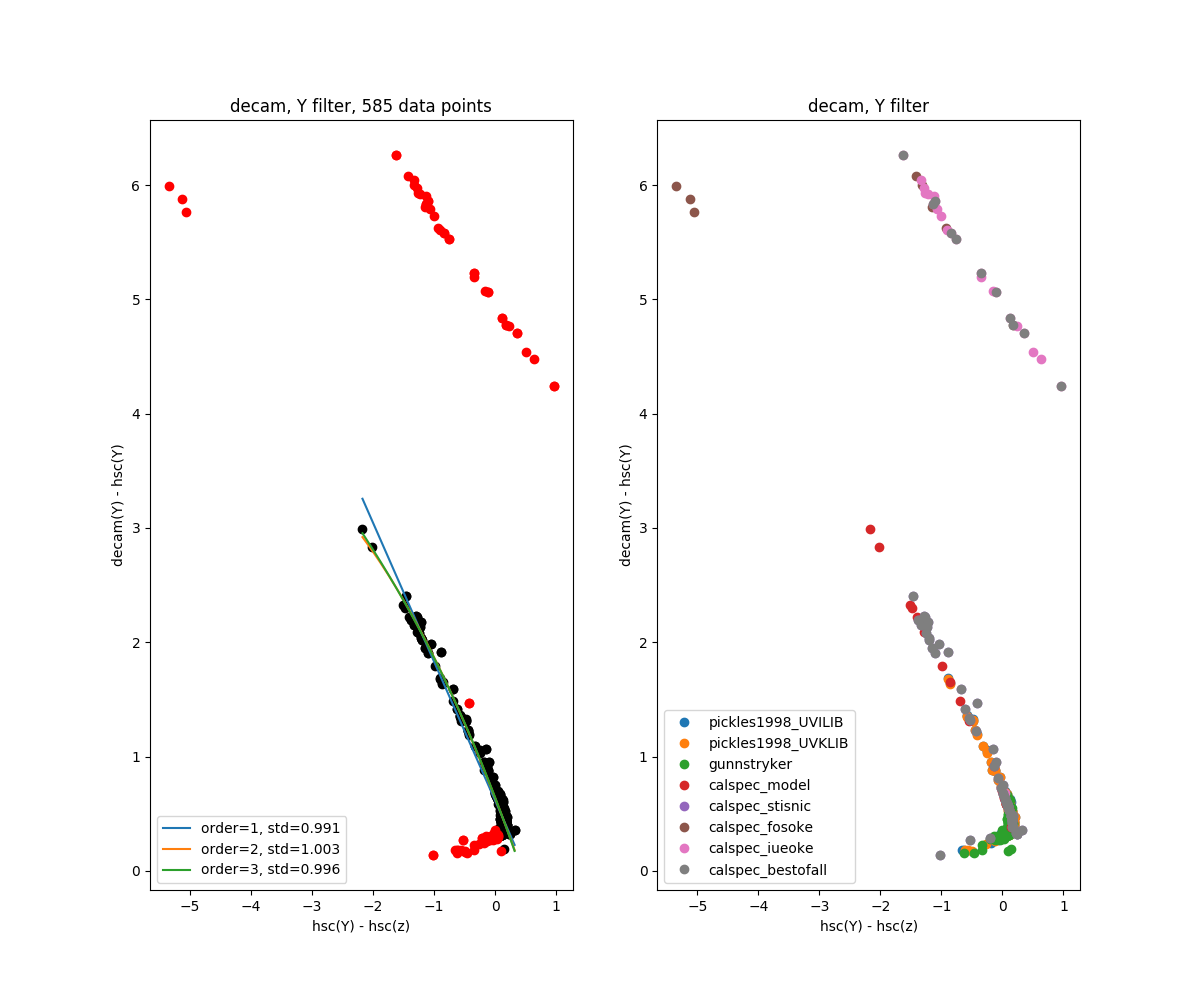 decam, Y filter, 585 data points
decam(Y) - hsc(Y)
6
5
4
3
2
1
0
order=1, std=0.991
order=2, std=1.003
order=3, std=0.996
−5 −4 −3 −2 −1 0 1
hsc(Y) - hsc(z)
decam, Y filter
decam(Y) - hsc(Y)
6
5
4
3
2
1
0
pickles1998_UVILIB
pickles1998_UVKLIB
gunnstryker
calspec_model
calspec_stisnic
calspec_fosoke
calspec_iueoke
calspec_bestofall
−5 −4 −3 −2 −1 0 1
hsc(Y) - hsc(z)